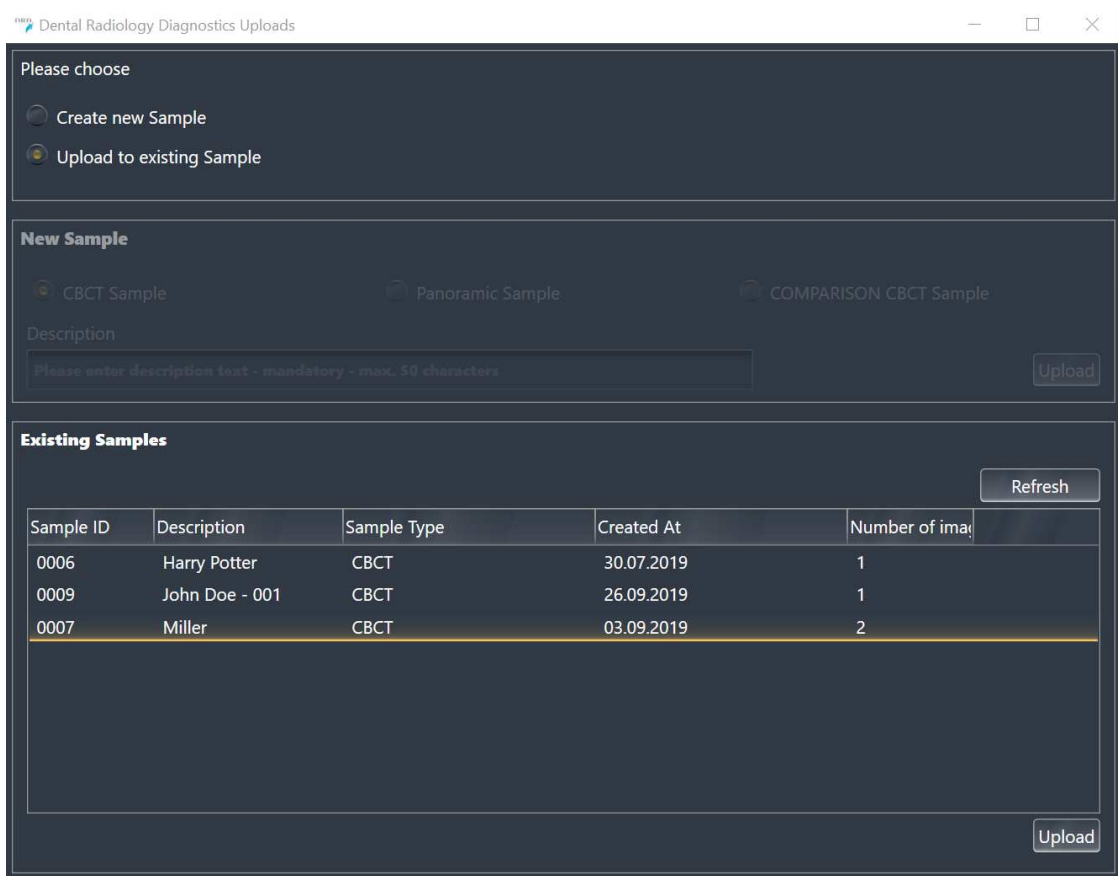 Dental Radiology Diagnostics Uploads
Please choose
Create new Sample
Upload to existing Sample
New Sample
CBCT Sample Panoramic Sample COMPARISON CBCT Sample
Description
Please enter description text - mandatory - max. 50 characters Upload
Existing Samples
Refresh
Sample ID Description Sample Type Created At Number of imag
0006 Harry Potter CBCT 30.07.2019 1
0009 John Doe - 001 CBCT 26.09.2019 1
0007 Miller CBCT 03.09.2019 2
Upload